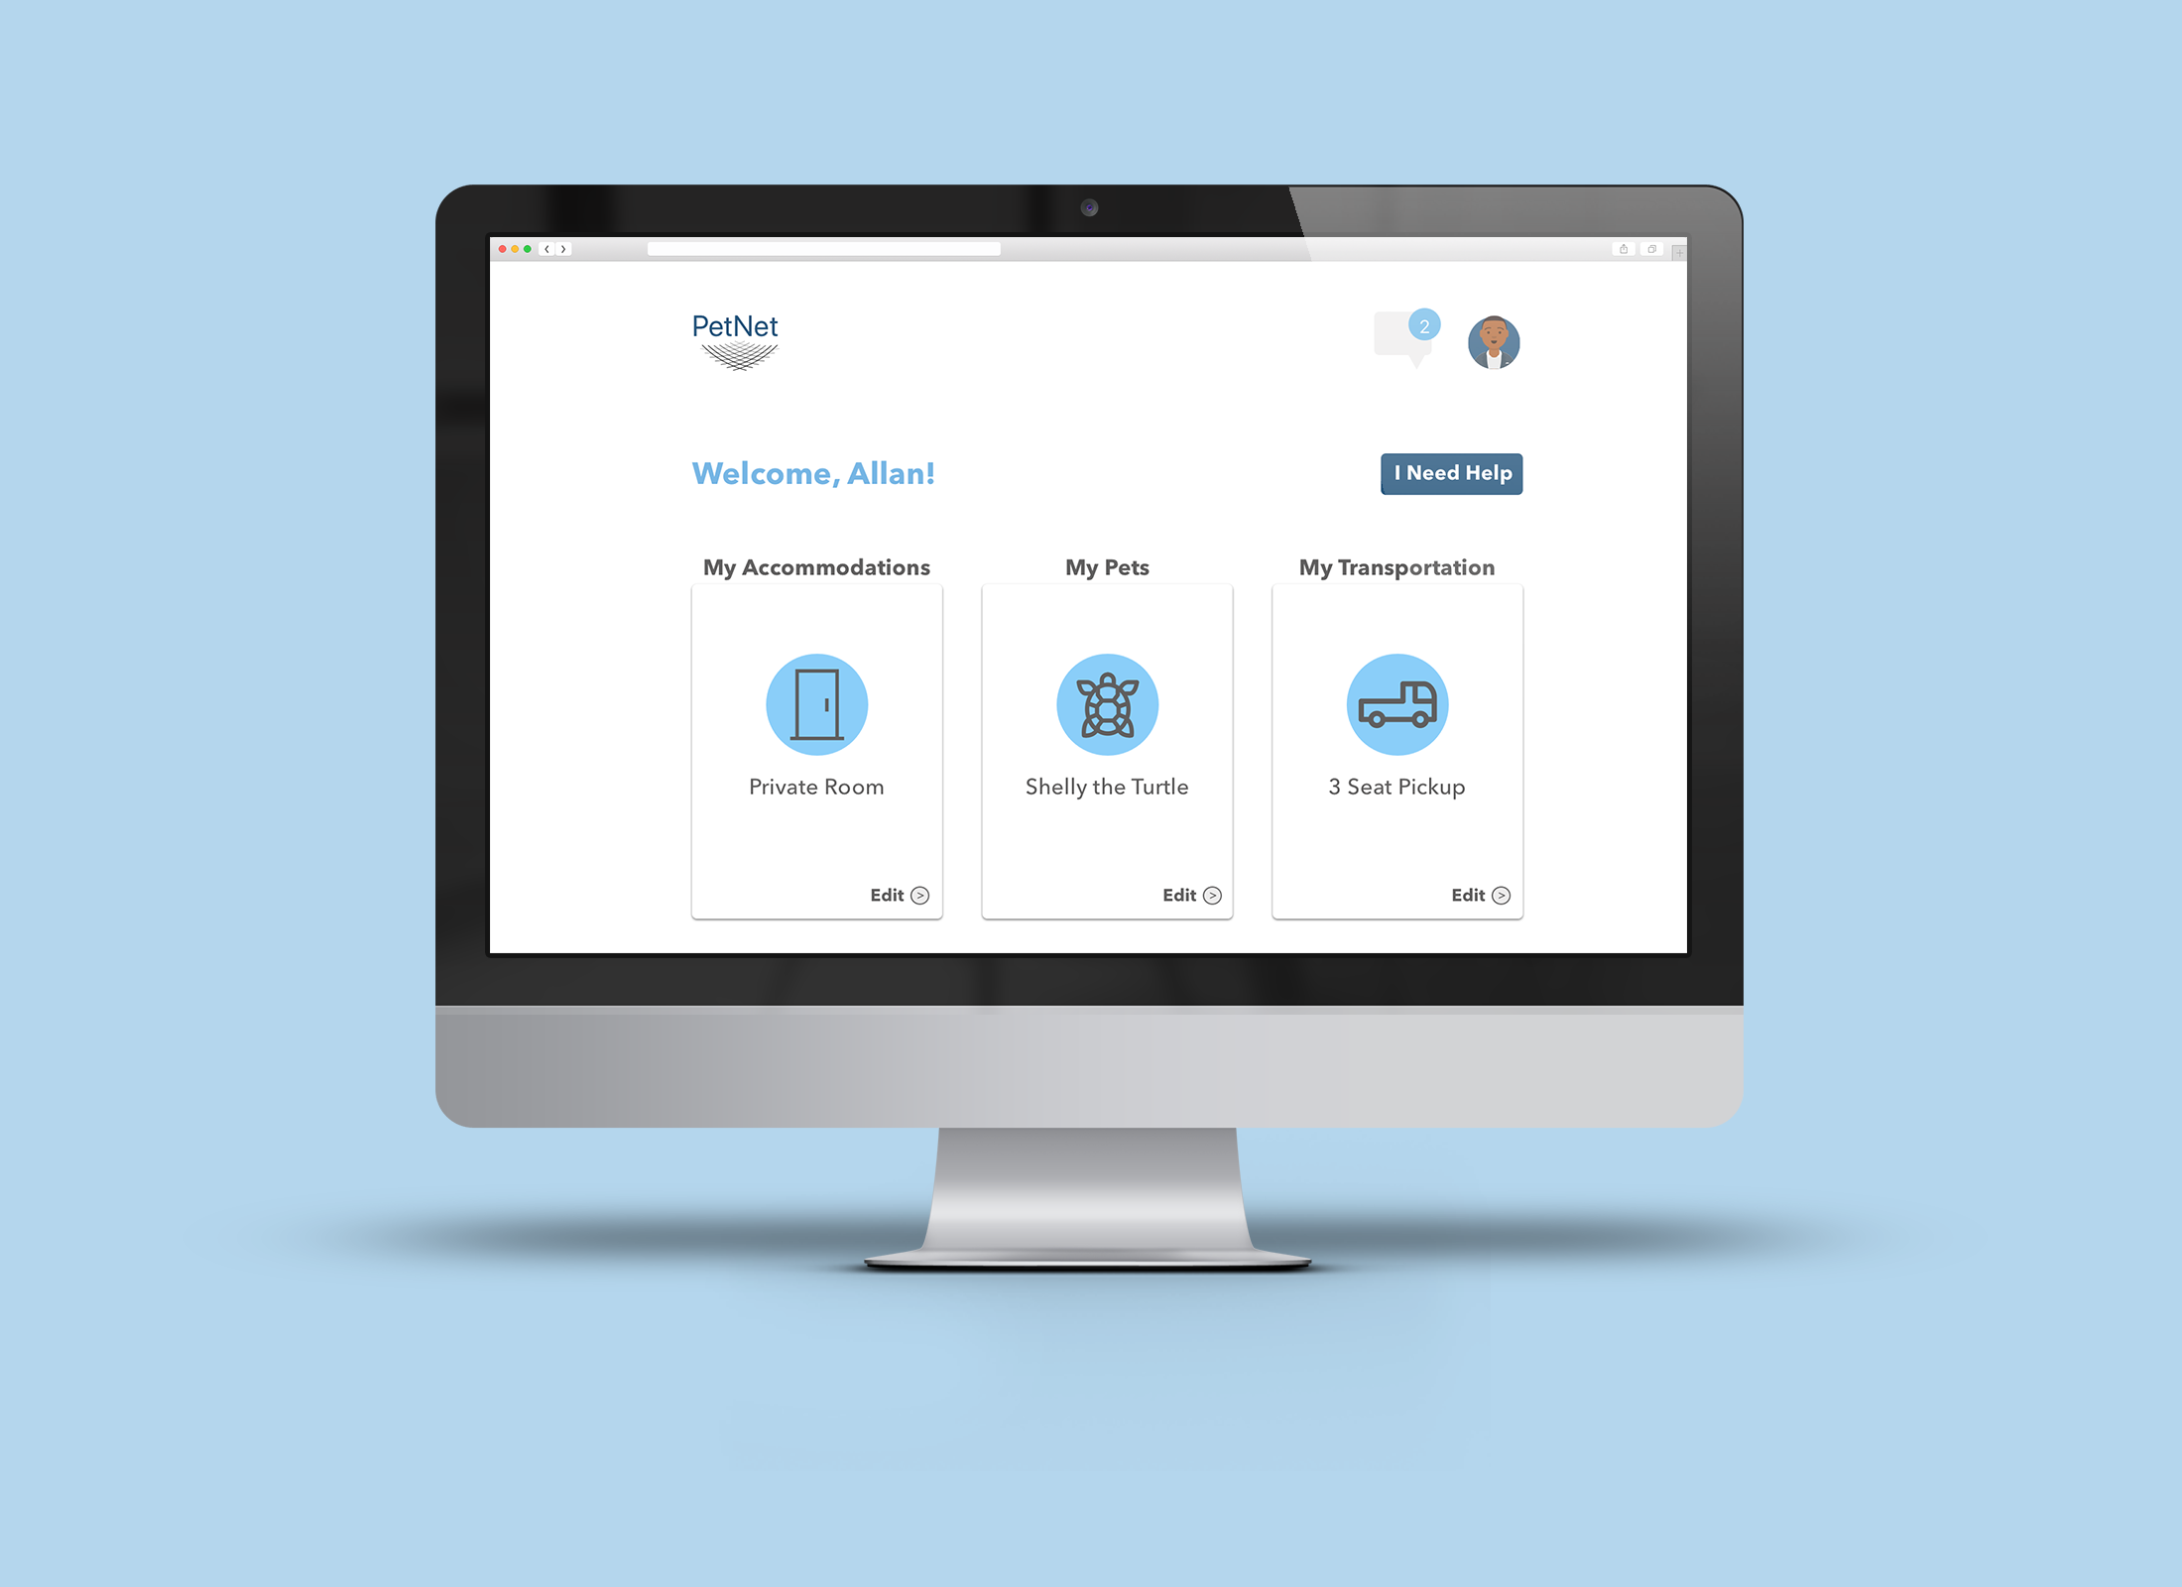 PetNet
2
Welcome, Allan!
I Need Help
My Accommodations
My Pets
My Transportation
Private Room
Shelly the Turtle
3 Seat Pickup
Edit >
Edit >
Edit >